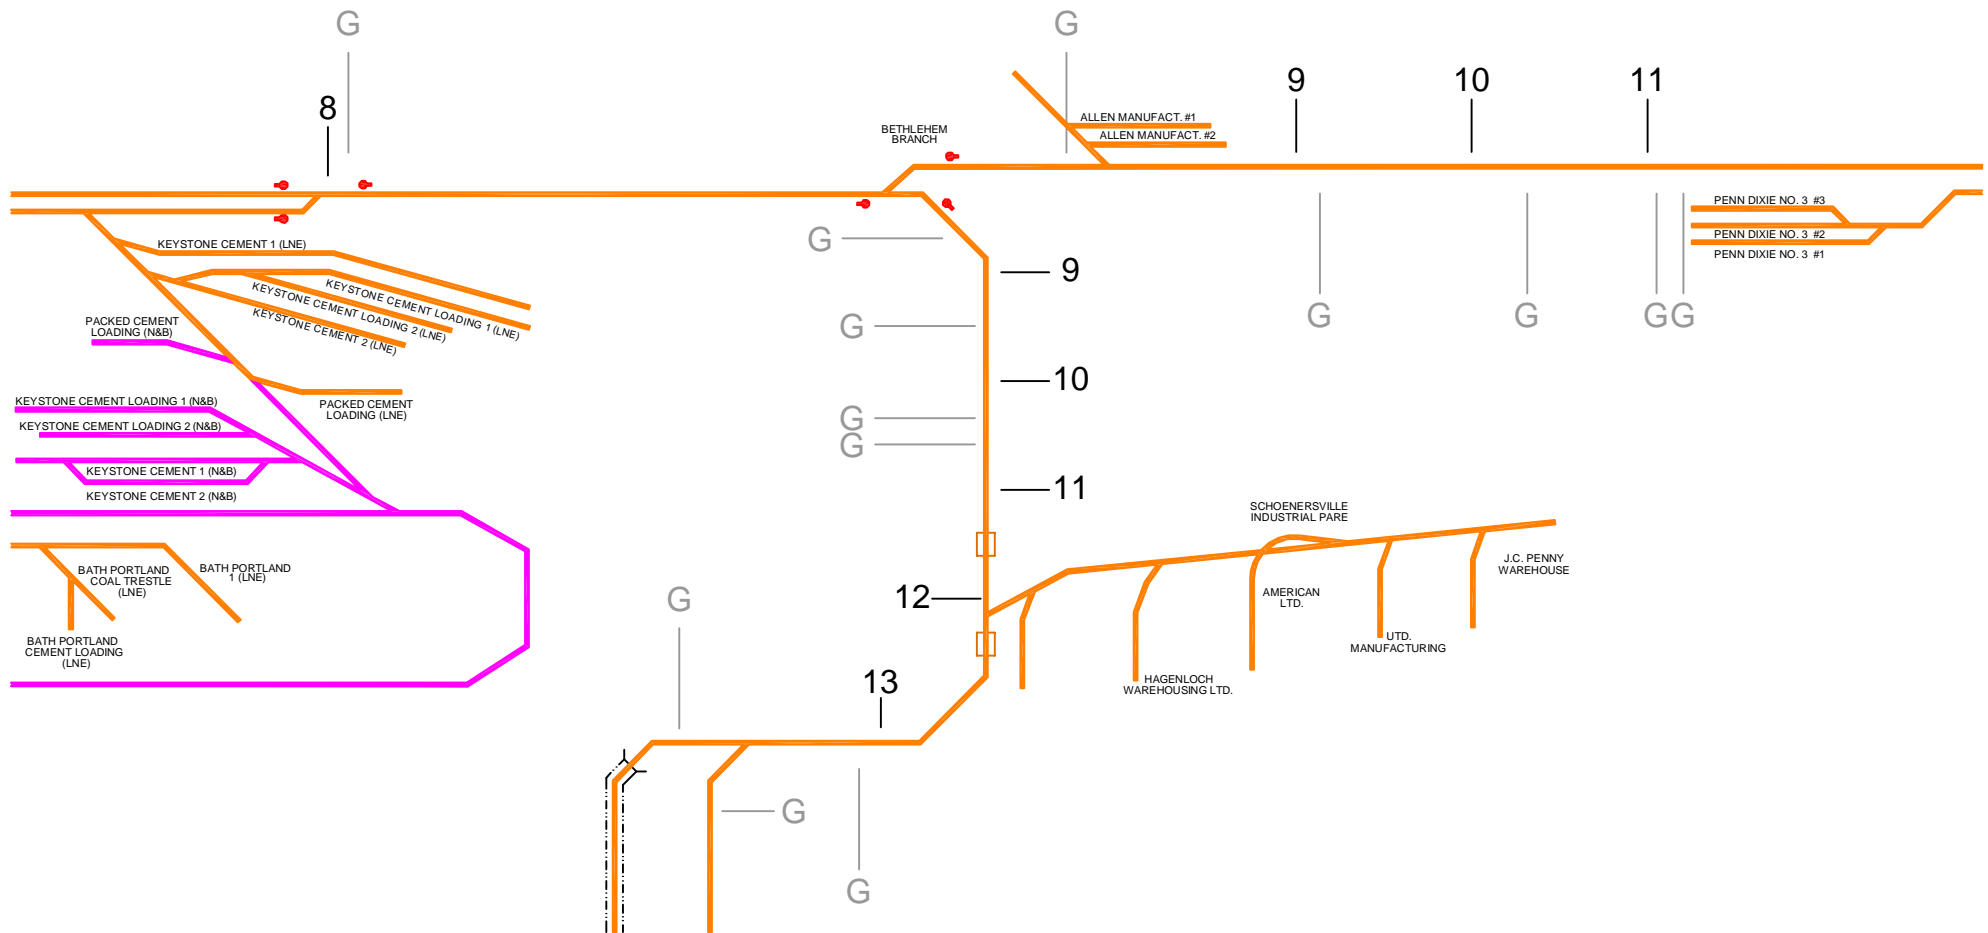 G
G
8
9
10
11
BETHLEHEM
BRANCH
ALLEN MANUFACT. #1
ALLEN MANUFACT. #2
PENN DIXIE NO. 3 #3
PENN DIXIE NO. 3 #2
PENN DIXIE NO. 3 #1
G
G
G
G
G
KEYSTONE CEMENT 1 (LNE)
KEYSTONE CEMENT LOADING 1 (LNE)
KEYSTONE CEMENT LOADING 2 (LNE)
KEYSTONE CEMENT 2 (LNE)
PACKED CEMENT
LOADING (N&B)
PACKED CEMENT
LOADING (LNE)
KEYSTONE CEMENT LOADING 1 (N&B)
KEYSTONE CEMENT LOADING 2 (N&B)
KEYSTONE CEMENT 1 (N&B)
KEYSTONE CEMENT 2 (N&B)
9
G
10
G
G
11
12
13
SCHOENERSVILLE
INDUSTRIAL PARE
J.C. PENNY
WAREHOUSE
AMERICAN
LTD.
UTD.
MANUFACTURING
HAGENLOCH
WAREHOUSING LTD.
BATH PORTLAND
COAL TRESTLE
(LNE)
BATH PORTLAND
1 (LNE)
BATH PORTLAND
CEMENT LOADING
(LNE)
G
G
G